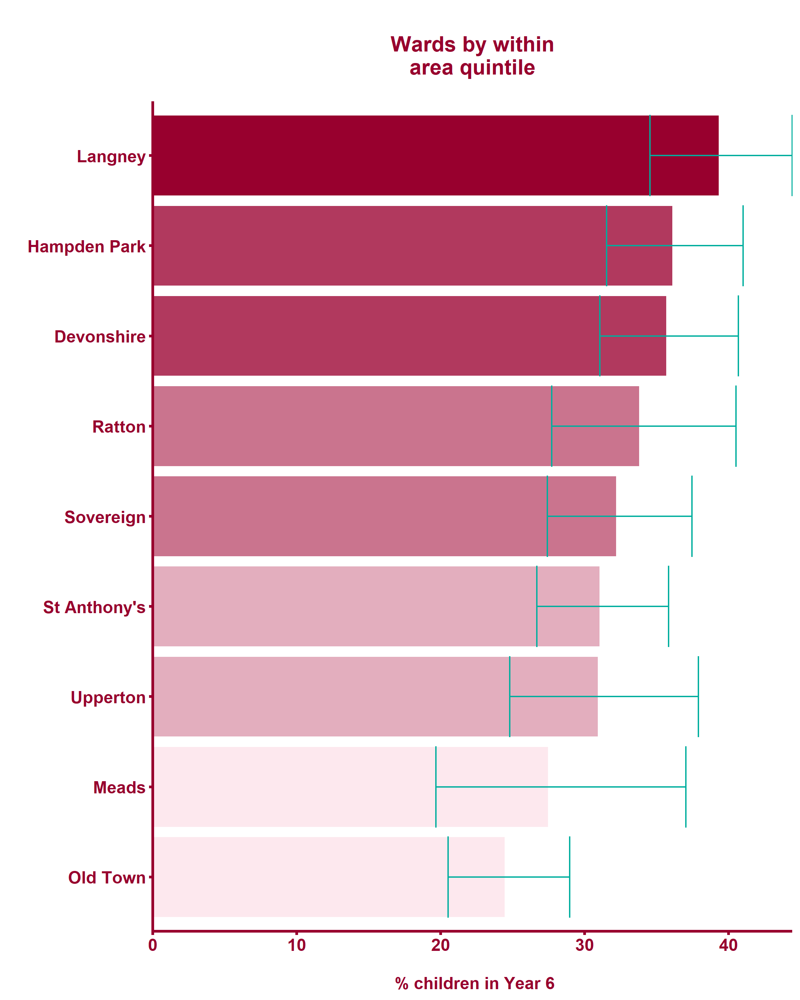 Wards by within
area quintile
Langney
Hampden Park
Devonshire
Ratton
Sovereign
St Anthony's
Upperton
Meads
Old Town
0 10 20 30 40
% children in Year 6